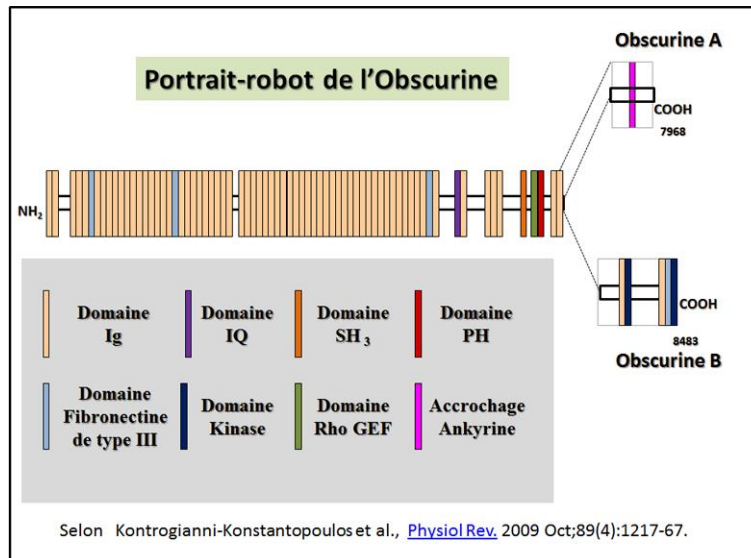 Portrait-robot de l’Obscurine
Obscurine A
COOH
7968
NH2
COOH
8483
Obscurine B
Domaine
Ig
Domaine
IQ
Domaine
SH3
Domaine
PH
Domaine
Fibronectine
de type III
Domaine
Kinase
Domaine
Rho GEF
Accrochage
Ankyrine
Selon Kontrogianni-Konstantopoulos et al., Physiol Rev. 2009 Oct;89(4):1217-67.